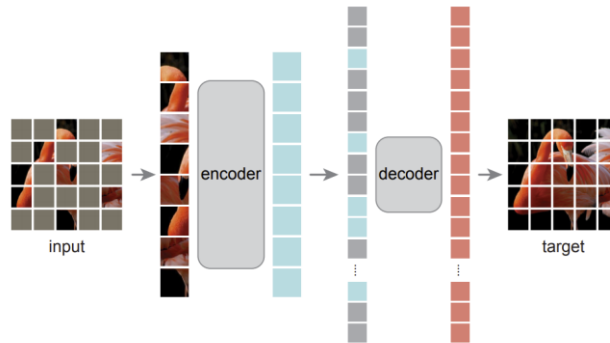 input
encoder
decoder
target